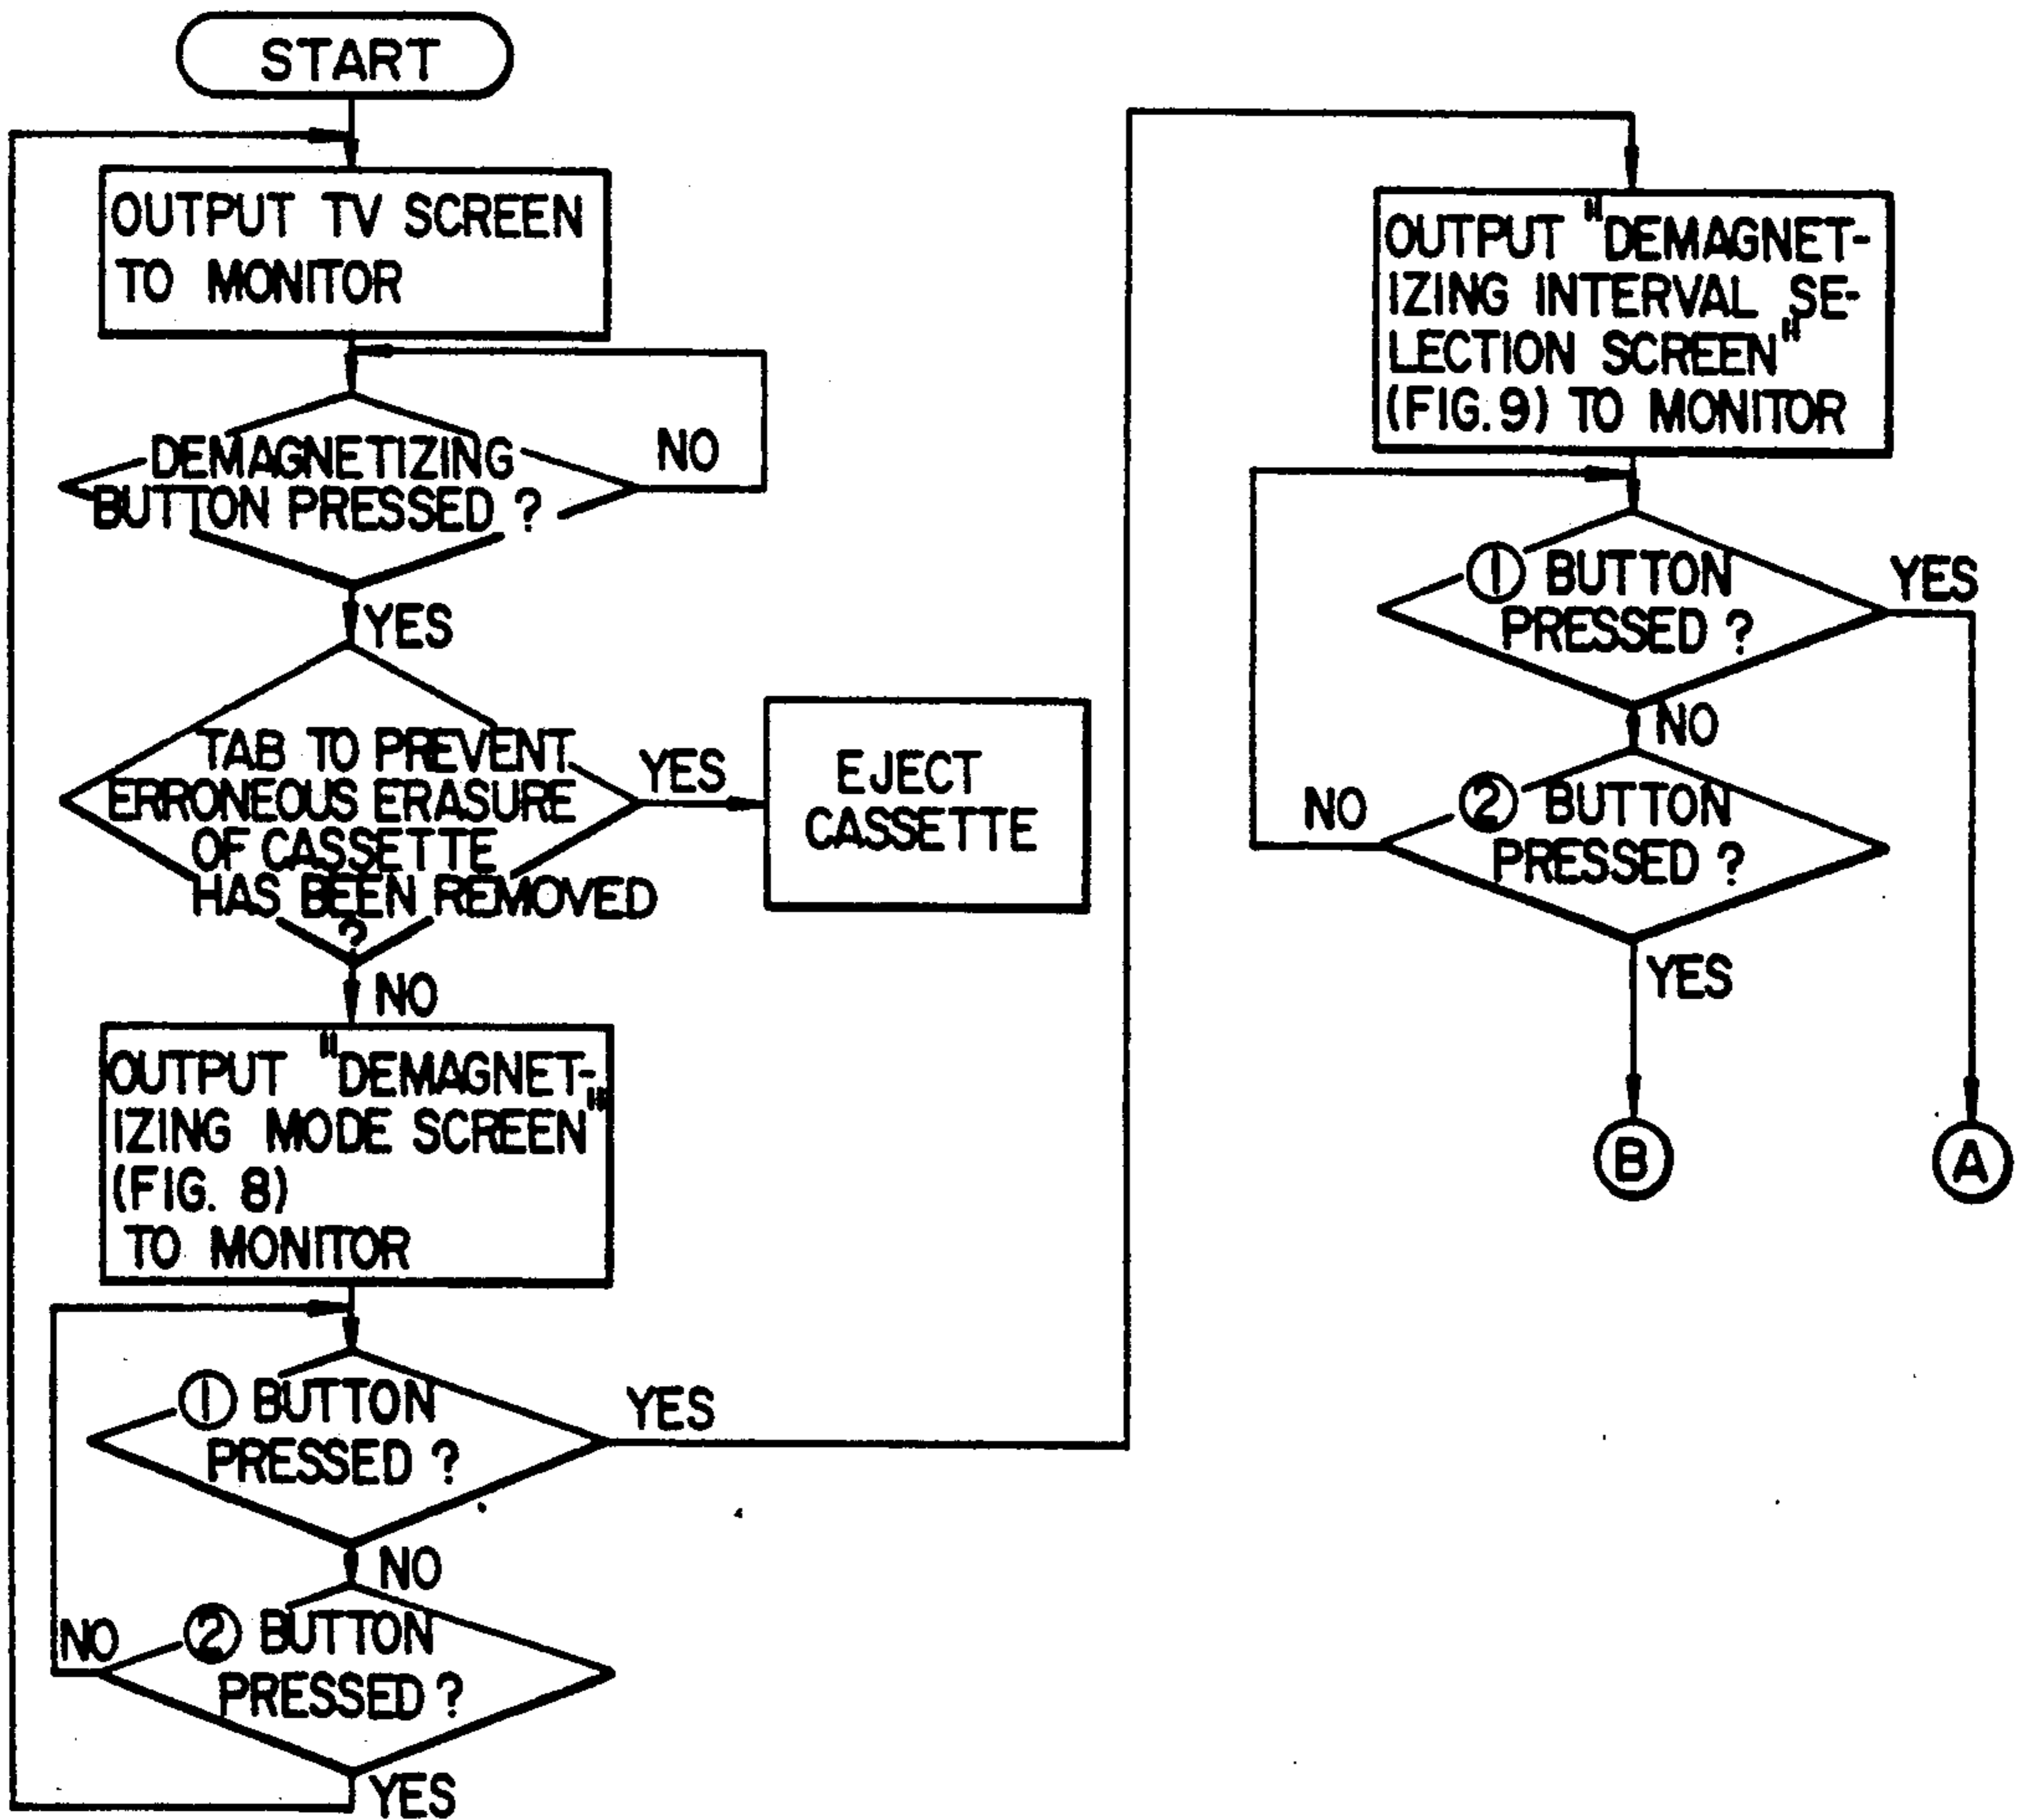 START
OUTPUT TV SCREEN
TO MONITOR
DEMAGNETIZING
BUTTON PRESSED ?
NO
YES
TAB TO PREVENT
ERRONEOUS ERASURE
OF CASSETTE
HAS BEEN REMOVED
?
YES
EJECT
CASSETTE
NO
OUTPUT "DEMAGNET-
IZING MODE SCREEN"
(FIG. 8)
TO MONITOR
① BUTTON
PRESSED ?
YES
NO
② BUTTON
PRESSED ?
NO
YES
OUTPUT "DEMAGNET-
IZING INTERVAL SE-
LECTION SCREEN"
(FIG. 9) TO MONITOR
① BUTTON
PRESSED ?
YES
NO
② BUTTON
PRESSED ?
NO
YES
B
A